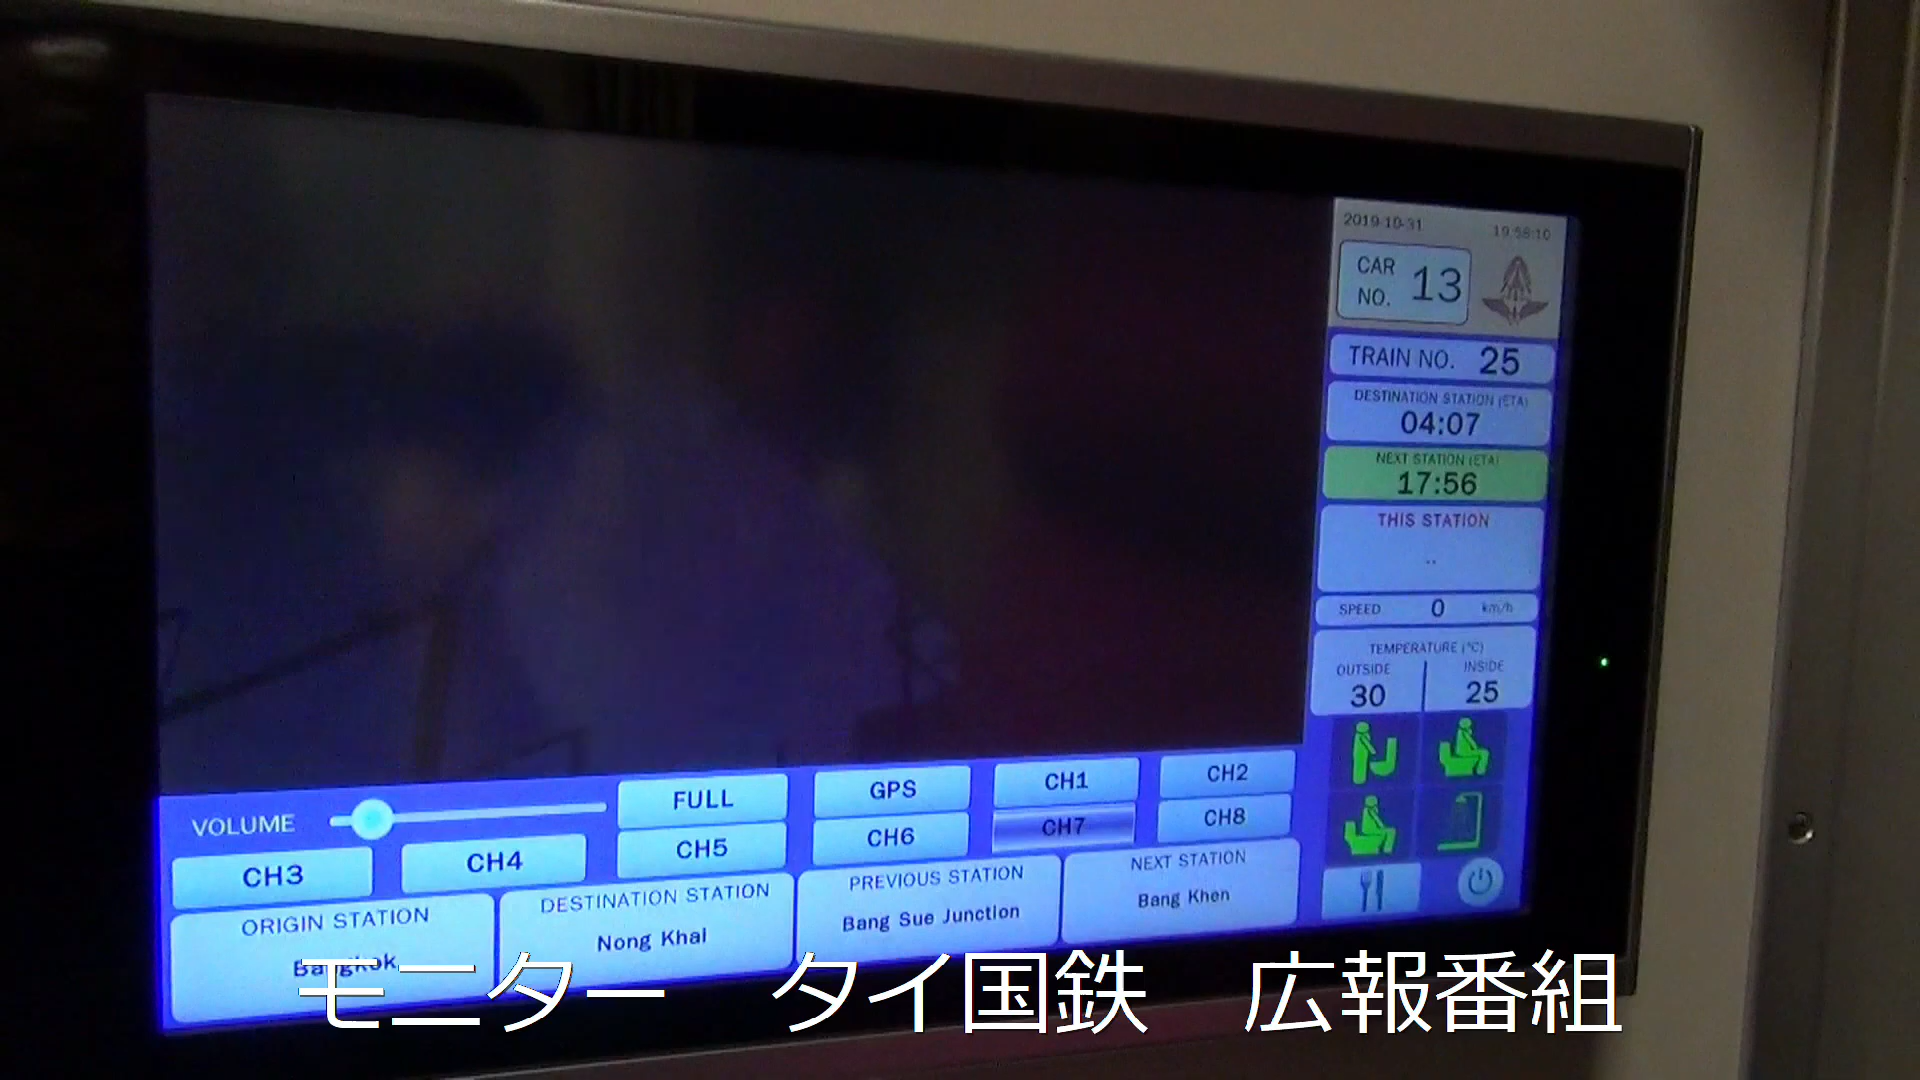 2019-10-31 19:58:10
CAR NO. 13
TRAIN NO. 25
DESTINATION STATION (ETA)
04:07
NEXT STATION (ETA)
17:56
THIS STATION
--
SPEED 0 km/h
TEMPERATURE (°C)
OUTSIDE INSIDE
30 25
VOLUME FULL GPS CH1 CH2
CH3 CH4 CH5 CH6 CH7 CH8
ORIGIN STATION
Bangkok
DESTINATION STATION
Nong Khai
PREVIOUS STATION
Bang Sue Junction
NEXT STATION
Bang Khen
モニター タイ国鉄 広報番組